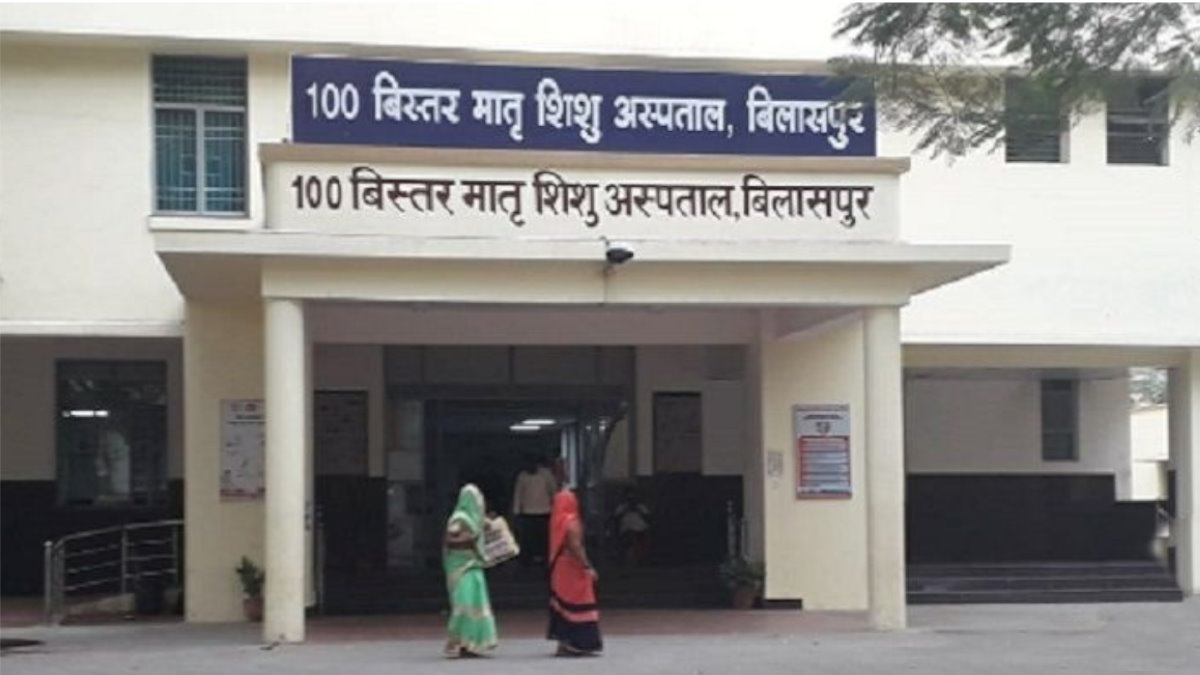 100 बिस्तर मातृ शिशु अस्पताल, बिलासपुर
100 बिस्तर मातृ शिशु अस्पताल,बिलासपुर